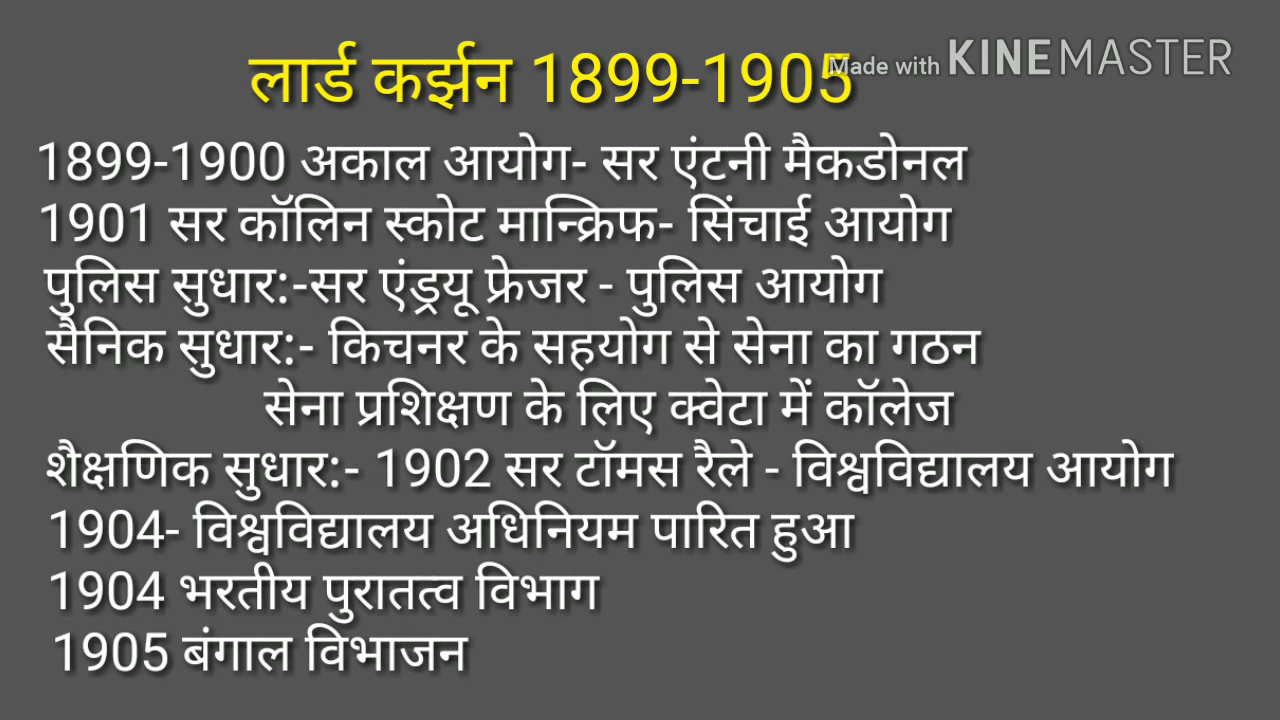 लार्ड कर्झन 1899-1905
Made with KINEMASTER
1899-1900 अकाल आयोग- सर एंटनी मैकडोनल
1901 सर कॉलिन स्कोट मान्क्रिफ- सिंचाई आयोग
पुलिस सुधार:-सर एंड्रयू फ्रेजर - पुलिस आयोग
सैनिक सुधार:- किचनर के सहयोग से सेना का गठन
सेना प्रशिक्षण के लिए क्वेटा में कॉलेज
शैक्षणिक सुधार:- 1902 सर टॉमस रैले - विश्वविद्यालय आयोग
1904- विश्वविद्यालय अधिनियम पारित हुआ
1904 भरतीय पुरातत्व विभाग
1905 बंगाल विभाजन